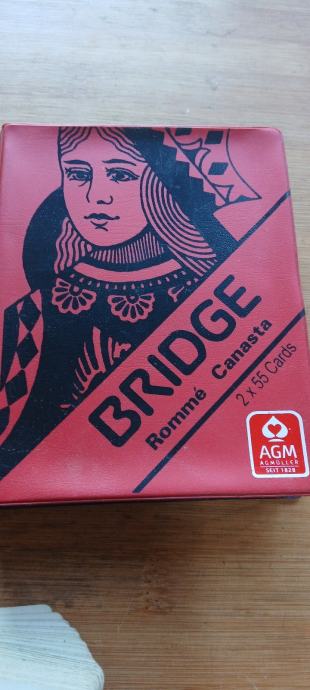 BRIDGE
Rommé Canasta
2 x 55 Cards
AGM
AGMÜLLER
SEIT 1828